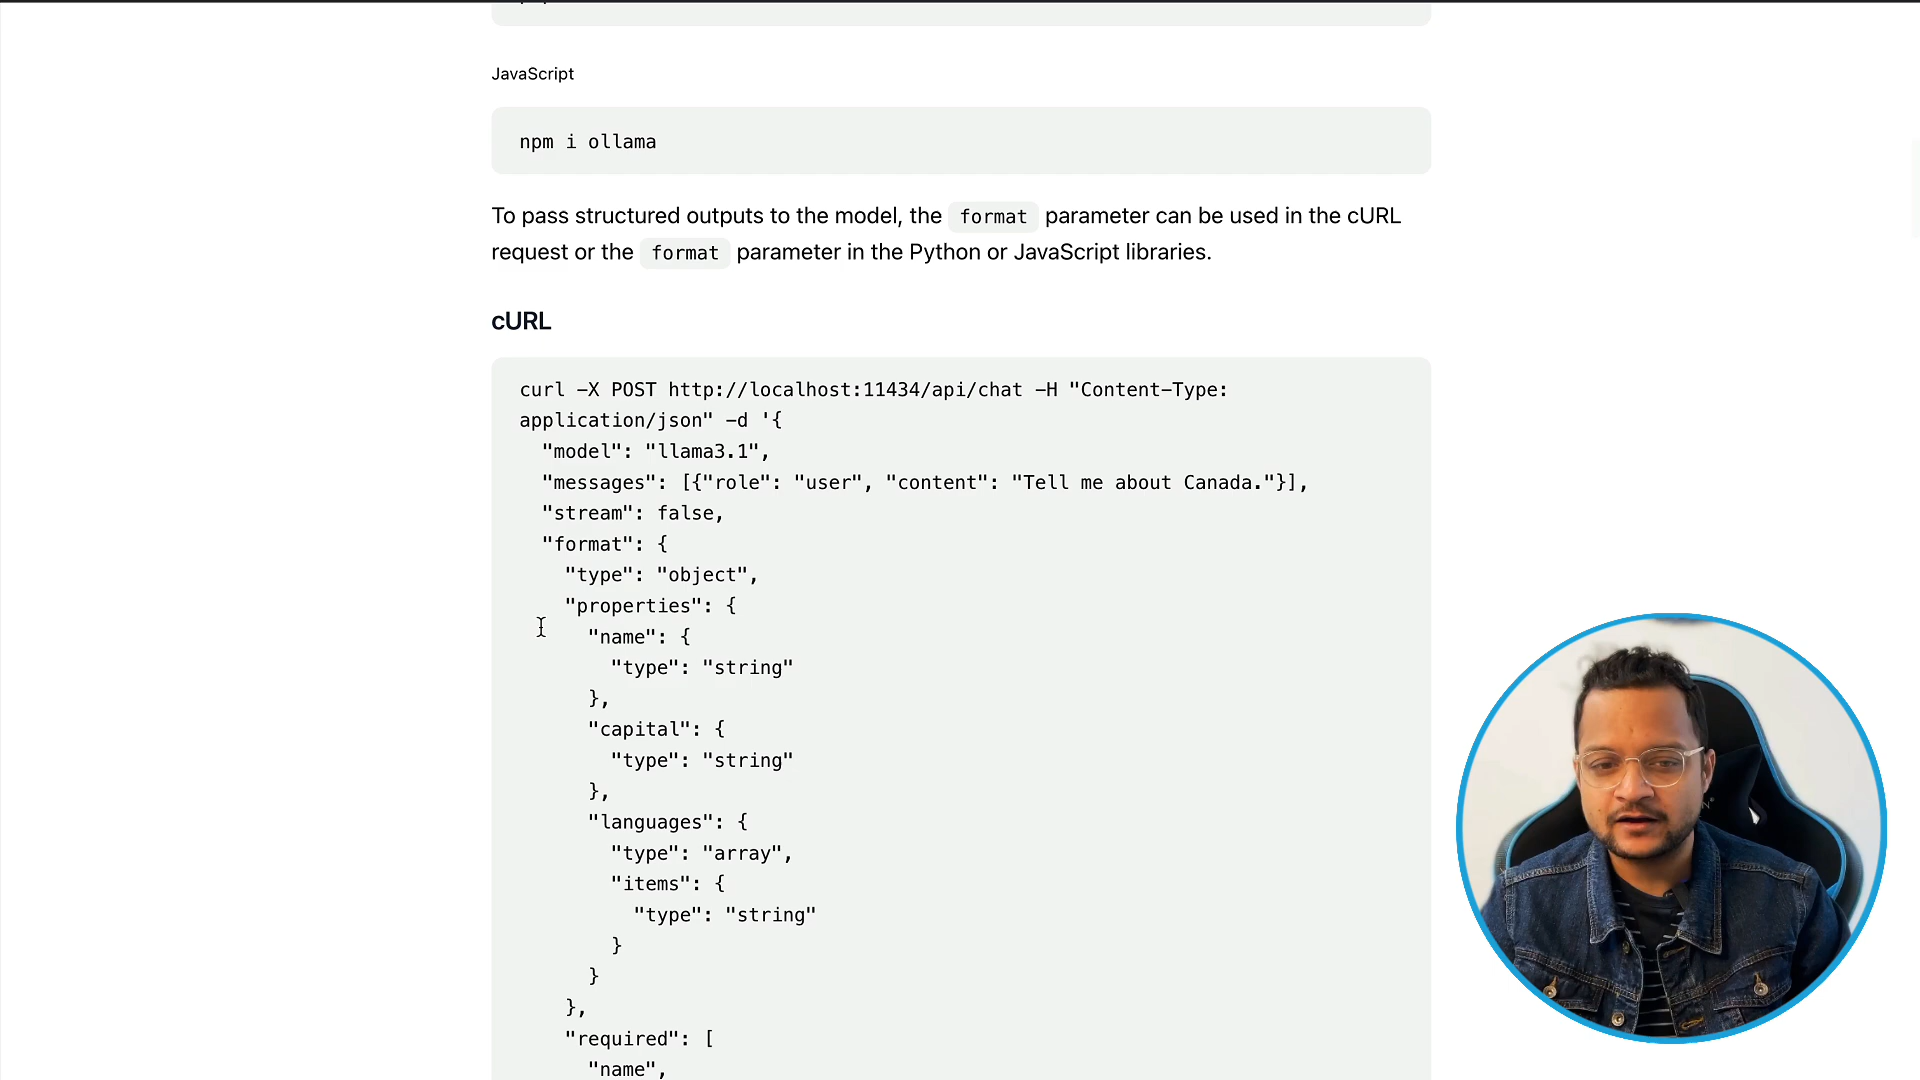 JavaScript
npm i ollama
To pass structured outputs to the model, the format parameter can be used in the cURL
request or the format parameter in the Python or JavaScript libraries.
cURL
curl -X POST http://localhost:11434/api/chat -H "Content-Type:
application/json" -d '{
  "model": "llama3.1",
  "messages": [{"role": "user", "content": "Tell me about Canada."}],
  "stream": false,
  "format": {
    "type": "object",
    "properties": {
      "name": {
        "type": "string"
      },
      "capital": {
        "type": "string"
      },
      "languages": {
        "type": "array",
        "items": {
          "type": "string"
        }
      }
    },
    "required": [
      "name",